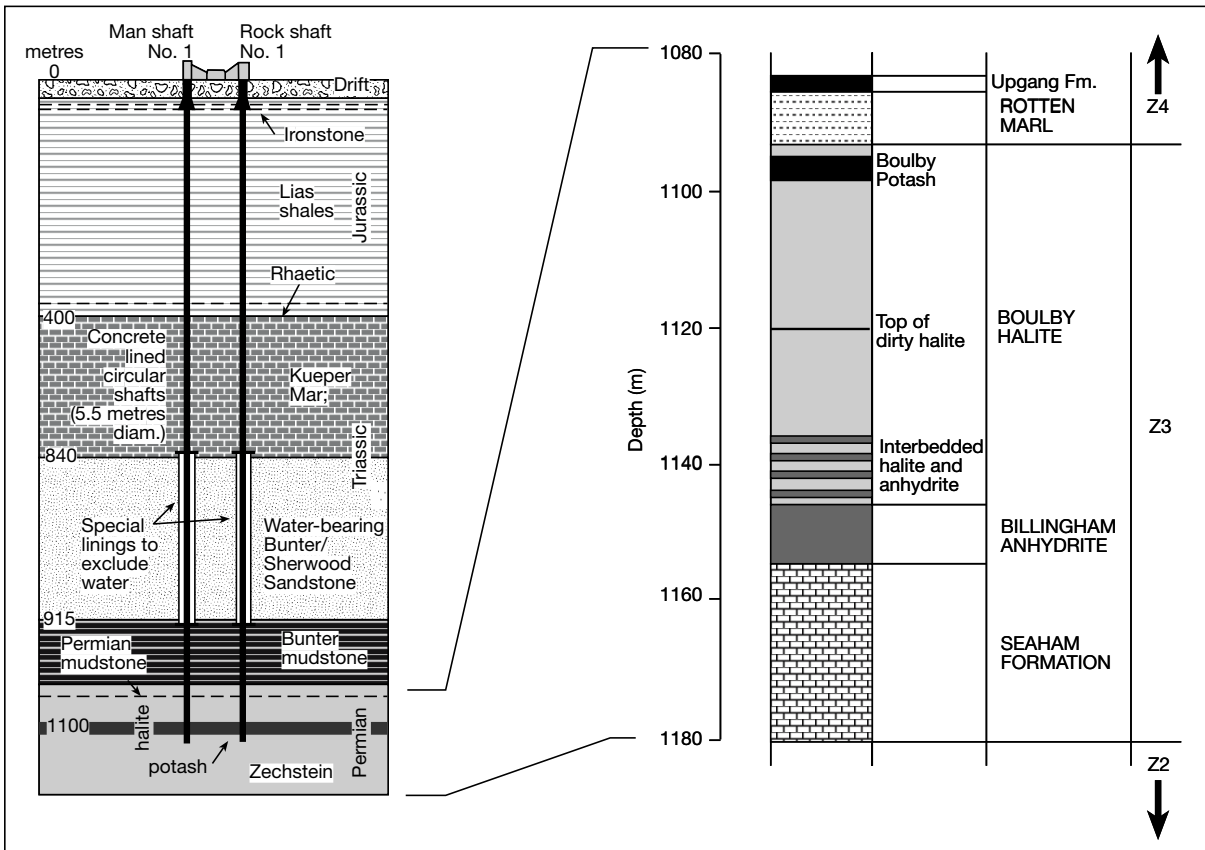 Man shaft
No. 1
Rock shaft
No. 1
metres
0
Drift
Ironstone
Lias
shales
Jurassic
Rhaetic
400
Concrete
lined
circular
shafts
(5.5 metres
diam.)
Kueper
Mar;
Triassic
840
Special
linings to
exclude
water
Water-bearing
Bunter/
Sherwood
Sandstone
915
Permian
mudstone
Bunter
mudstone
halite
1100
potash
Zechstein
Permian
Depth (m)
1080
1100
1120
1140
1160
1180
Boulby
Potash
Top of
dirty halite
Interbedded
halite and
anhydrite
Upgang Fm.
ROTTEN
MARL
BOULBY
HALITE
BILLINGHAM
ANHYDRITE
SEAHAM
FORMATION
Z4
Z3
Z2